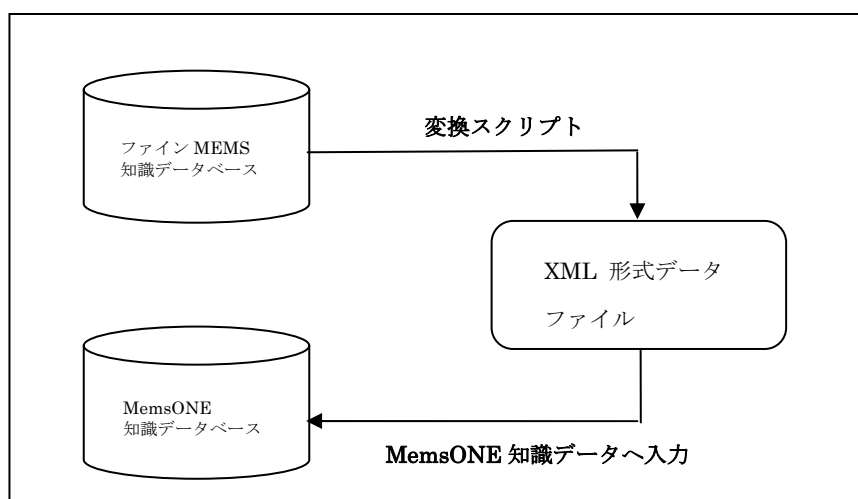 変換スクリプト
ファイン MEMS
知識データベース
XML 形式データ
ファイル
MemsONE
知識データベース
MemsONE 知識データへ入力